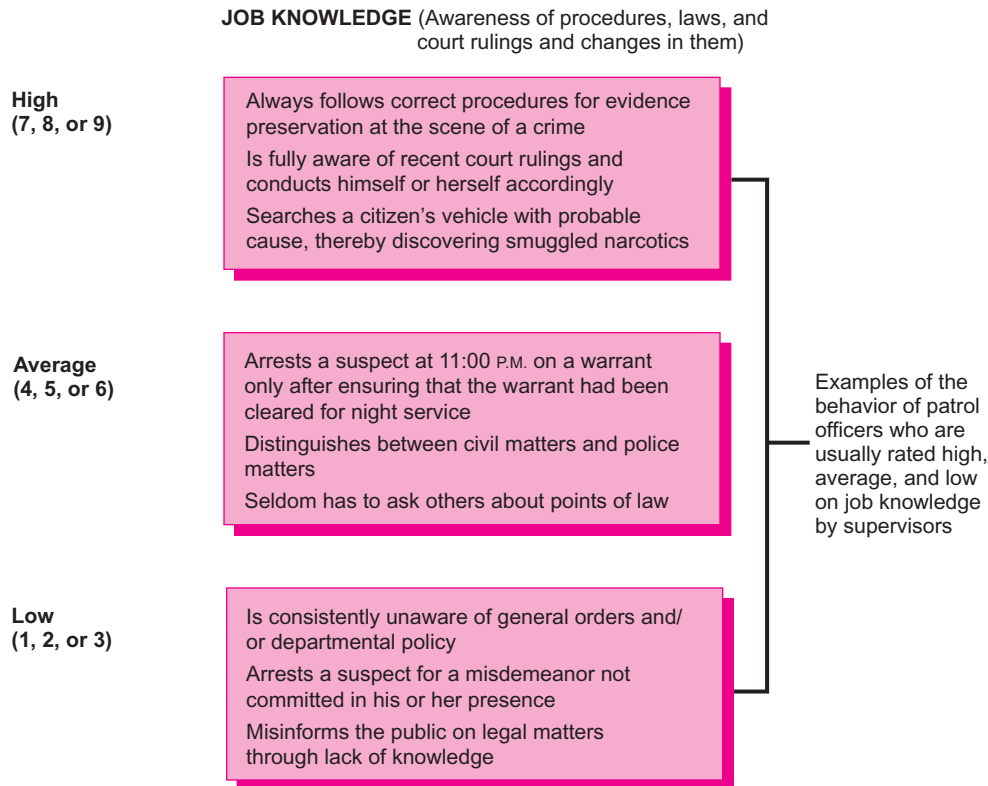 JOB KNOWLEDGE (Awareness of procedures, laws, and
court rulings and changes in them)
High
(7, 8, or 9)
Always follows correct procedures for evidence
preservation at the scene of a crime
Is fully aware of recent court rulings and
conducts himself or herself accordingly
Searches a citizen’s vehicle with probable
cause, thereby discovering smuggled narcotics
Average
(4, 5, or 6)
Arrests a suspect at 11:00 P.M. on a warrant
only after ensuring that the warrant had been
cleared for night service
Distinguishes between civil matters and police
matters
Seldom has to ask others about points of law
Examples of the
behavior of patrol
officers who are
usually rated high,
average, and low
on job knowledge
by supervisors
Low
(1, 2, or 3)
Is consistently unaware of general orders and/
or departmental policy
Arrests a suspect for a misdemeanor not
committed in his or her presence
Misinforms the public on legal matters
through lack of knowledge